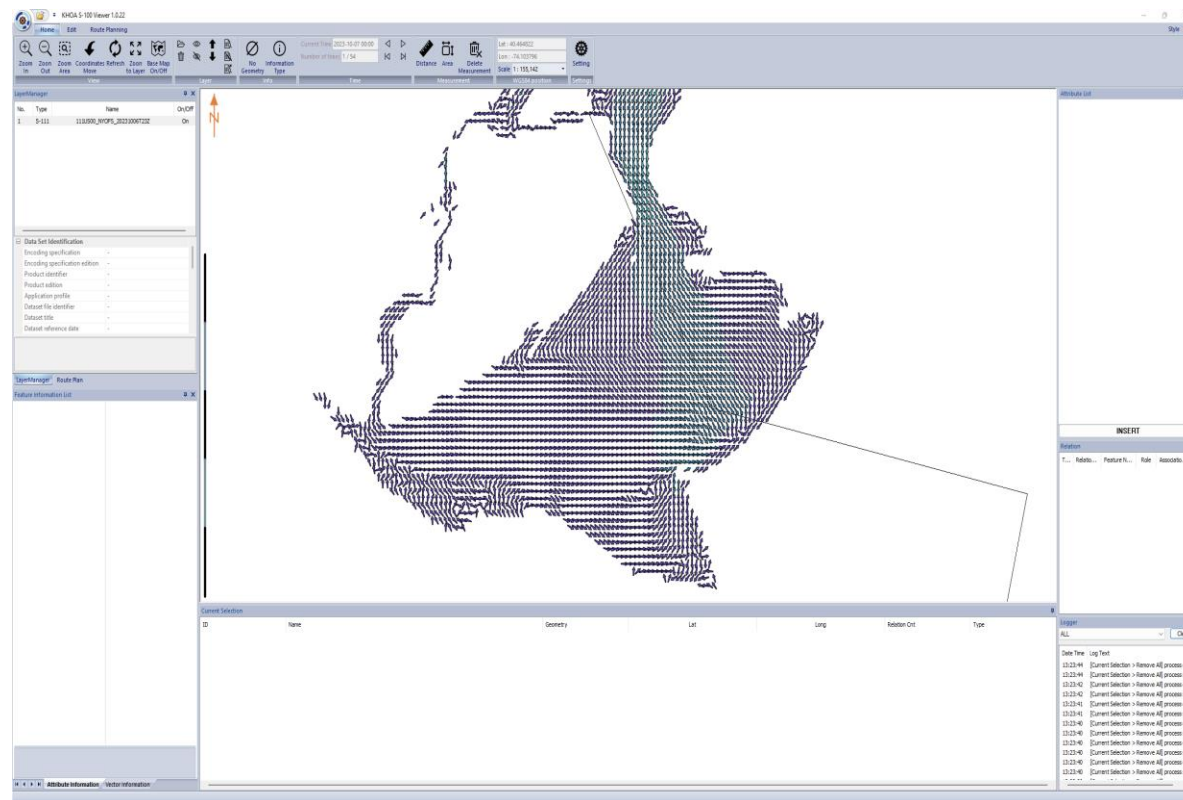 KHOA S-100 Viewer 1.0.22
Home Edit Route Planning Style
Zoom In
Zoom Out
Zoom Area
Coordinates Move
Refresh
Zoom to Layer
Base Map On/Off
No Geometry
Information Type
Current Time 2023-10-07 00:00
Number of times 1 / 54
Distance
Area
Delete Measurement
Lat : 40.464922
Lon : -74.103796
Scale 1 : 155,142
Setting
View Layer Info Time Measurement WGS84 position Settings
LayerManager
No. Type Name On/Off
1 S-111 111US00_NYOFS_20231006T23Z On
Data Set Identification
Encoding specification -
Encoding specification edition -
Product identifier -
Product edition -
Application profile -
Dataset file identifier -
Dataset title -
Dataset reference date -
LayerManager Route Plan
Feature Information List
Attribute Information Vector Information
N
Current Selection
ID Name Geometry Lat Long Relation Cnt Type
Attribute List
INSERT
Relation
T... Relatio... Feature N... Role Associatio
Logger
ALL
Date Time Log Text
13:23:44 [Current Selection > Remove All] process
13:23:44 [Current Selection > Remove All] process
13:23:42 [Current Selection > Remove All] process
13:23:42 [Current Selection > Remove All] process
13:23:41 [Current Selection > Remove All] process
13:23:41 [Current Selection > Remove All] process
13:23:40 [Current Selection > Remove All] process
13:23:40 [Current Selection > Remove All] process
13:23:40 [Current Selection > Remove All] process
13:23:40 [Current Selection > Remove All] process
13:23:40 [Current Selection > Remove All] process
13:23:40 [Current Selection > Remove All] process